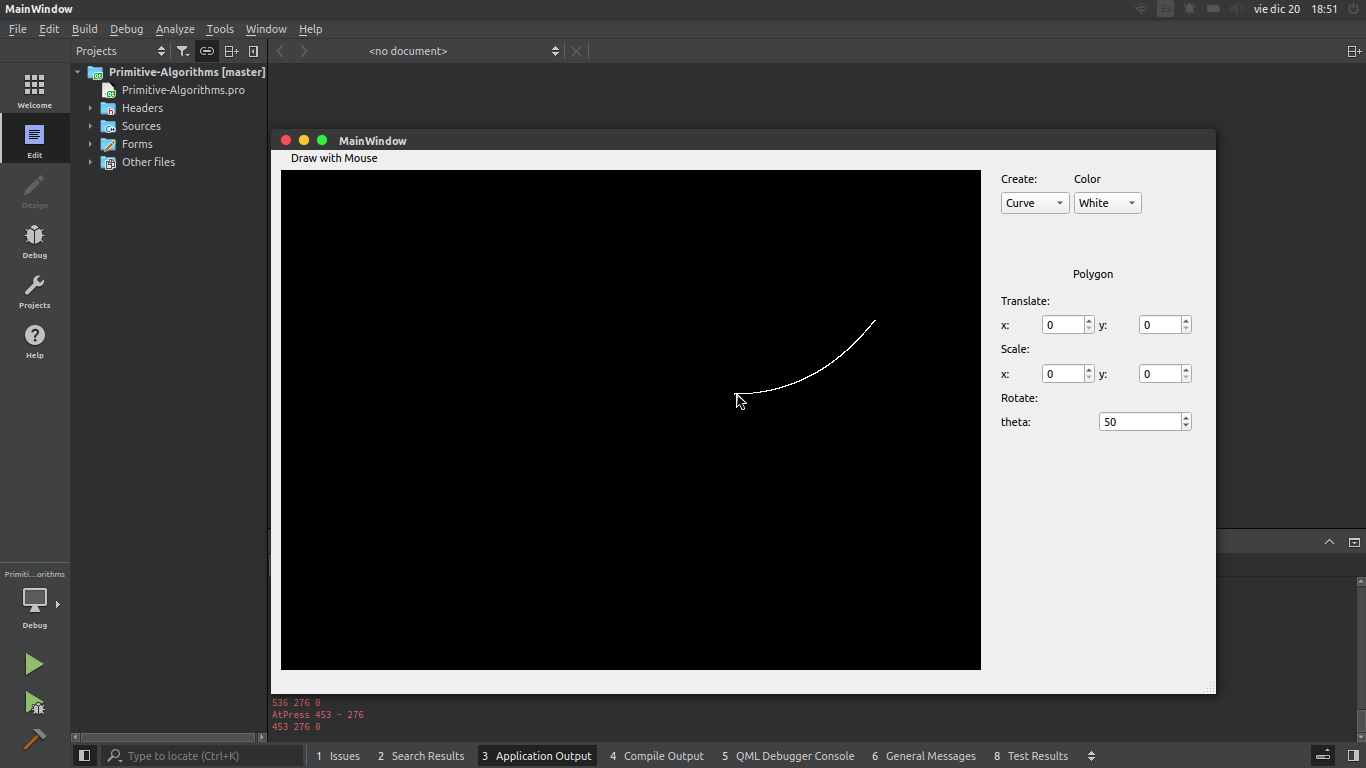 MainWindow
Es
vie dic 20
18:51
File Edit Build Debug Analyze Tools Window Help
Projects
<no document>
Welcome
Edit
Design
Debug
Projects
Help
Primitive-Algorithms [master]
Primitive-Algorithms.pro
Headers
Sources
Forms
Other files
MainWindow
Draw with Mouse
Create: Color
Curve White
Polygon
Translate:
x: 0 y: 0
Scale:
x: 0 y: 0
Rotate:
theta: 50
Primiti...orithms
Debug
536 276 0
AtPress 453 - 276
453 276 0
Type to locate (Ctrl+K)
1 Issues 2 Search Results 3 Application Output 4 Compile Output 5 QML Debugger Console 6 General Messages 8 Test Results